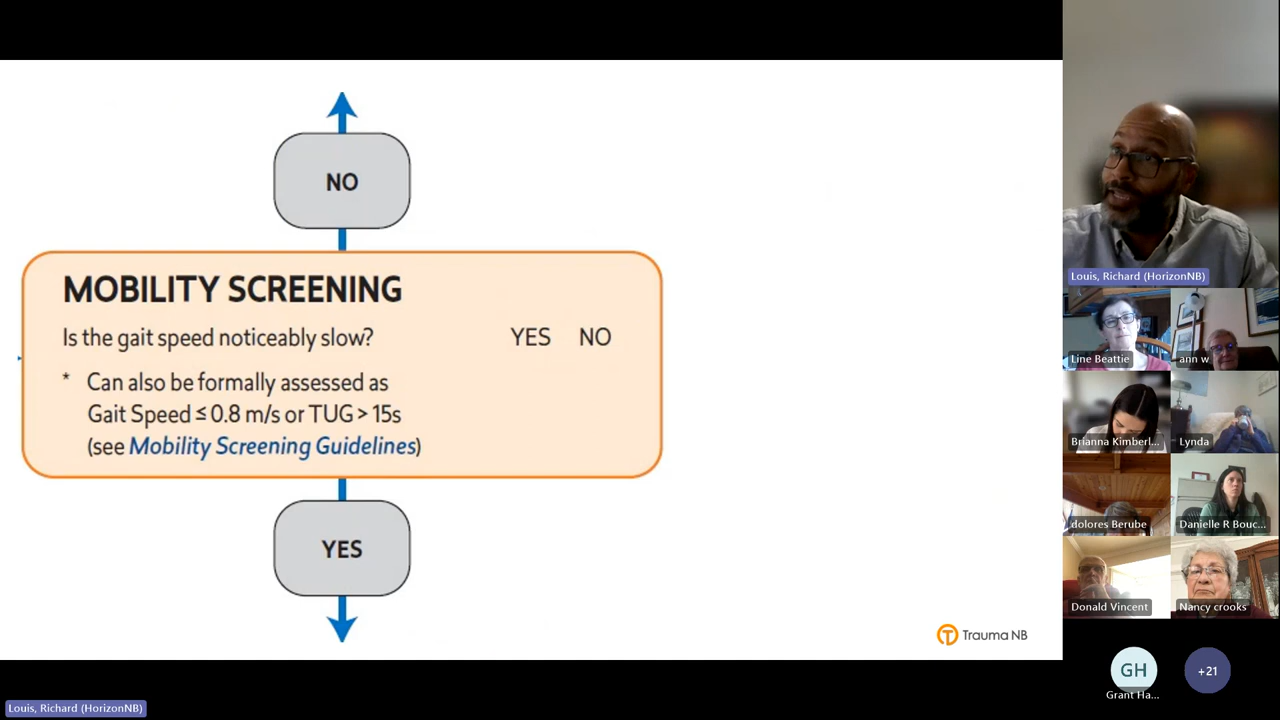 NO
MOBILITY SCREENING
Is the gait speed noticeably slow? YES NO
* Can also be formally assessed as
Gait Speed ≤ 0.8 m/s or TUG > 15s
(see Mobility Screening Guidelines)
YES
Trauma NB
Louis, Richard (HorizonNB)
Line Beattie
ann w
Brianna Kimberl...
Lynda
dolores Berube
Danielle R Bouc...
Donald Vincent
Nancy crooks
GH
Grant Ha...
+21
Louis, Richard (HorizonNB)